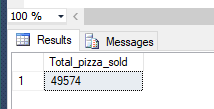 100 %
Results Messages
Total_pizza_sold
1 49574